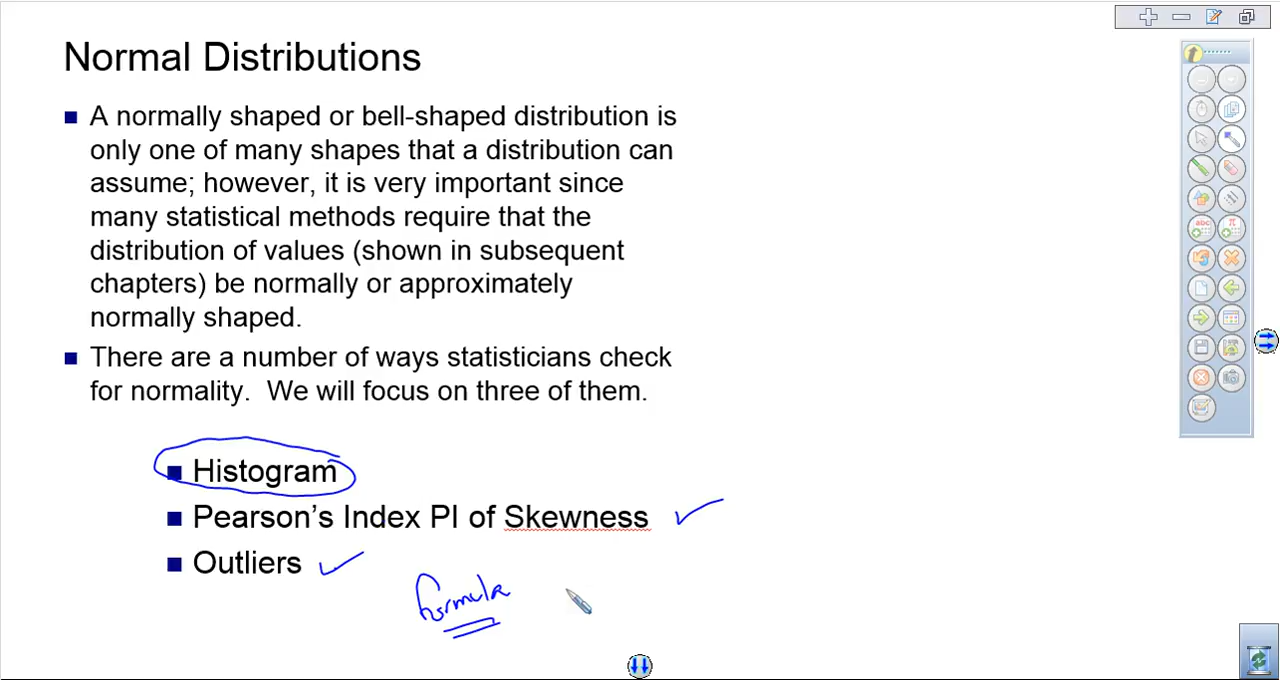 Normal Distributions
A normally shaped or bell-shaped distribution is
only one of many shapes that a distribution can
assume; however, it is very important since
many statistical methods require that the
distribution of values (shown in subsequent
chapters) be normally or approximately
normally shaped.
There are a number of ways statisticians check
for normality. We will focus on three of them.
Histogram
Pearson's Index PI of Skewness
Outliers
formula